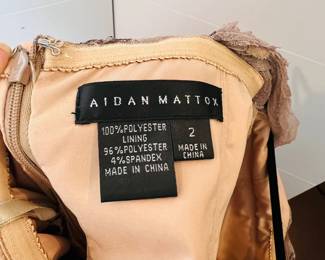 AIDAN MATTOX
100%POLYESTER
LINING
96%POLYESTER
4%SPANDEX
MADE IN CHINA
2
MADE IN
CHINA